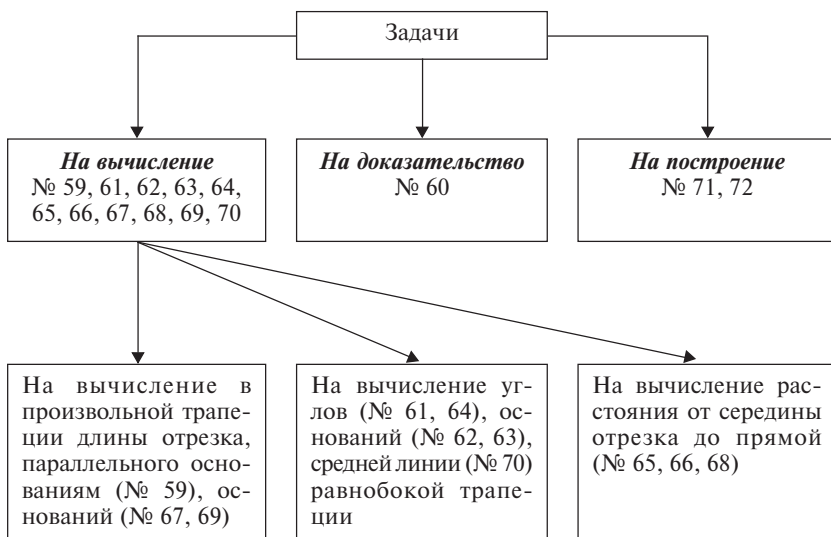 Задачи
На вычисление
№ 59, 61, 62, 63, 64,
65, 66, 67, 68, 69, 70
На доказательство
№ 60
На построение
№ 71, 72
На вычисление в
произвольной трапе-
ции длины отрезка,
параллельного осно-
ваниям (№ 59), ос-
нований (№ 67, 69)
На вычисление уг-
лов (№ 61, 64), ос-
нований (№ 62, 63),
средней линии (№ 70)
равнобокой трапе-
ции
На вычисление рас-
стояния от середины
отрезка до прямой
(№ 65, 66, 68)